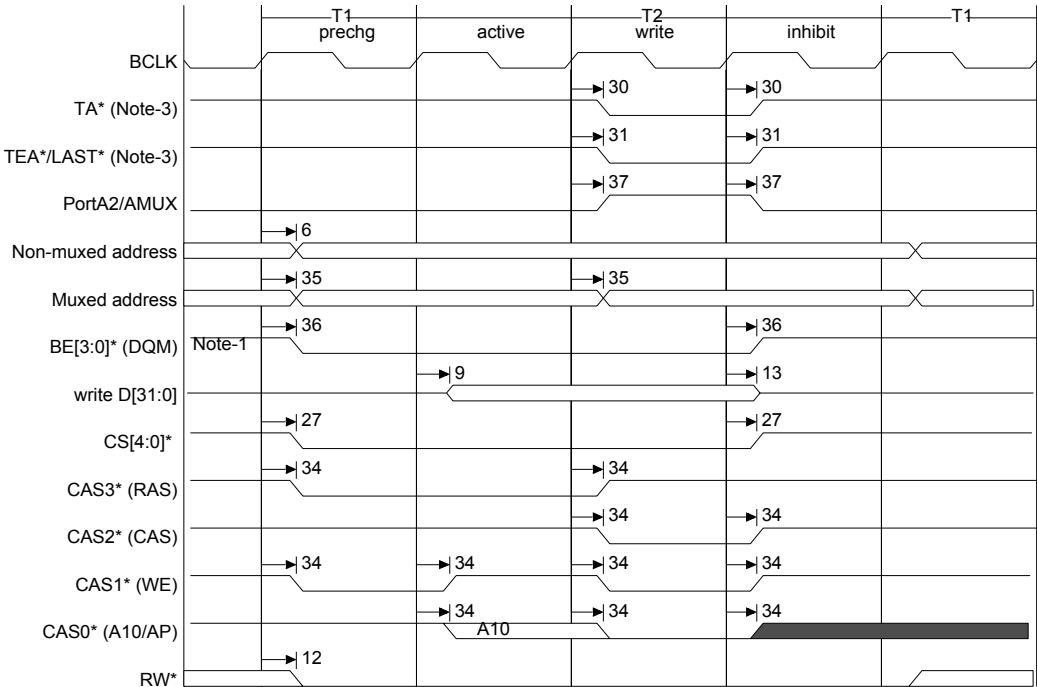 T1 T2 T1
prechg active write inhibit
BCLK
30 30
TA* (Note-3)
31 31
TEA*/LAST* (Note-3)
37 37
PortA2/AMUX
6
Non-muxed address
35 35
Muxed address
36 36
BE[3:0]* (DQM) Note-1
9 13
write D[31:0]
27 27
CS[4:0]*
34 34
CAS3* (RAS)
34 34
CAS2* (CAS)
34 34 34 34
CAS1* (WE)
34 34 34
CAS0* (A10/AP) A10
12
RW*